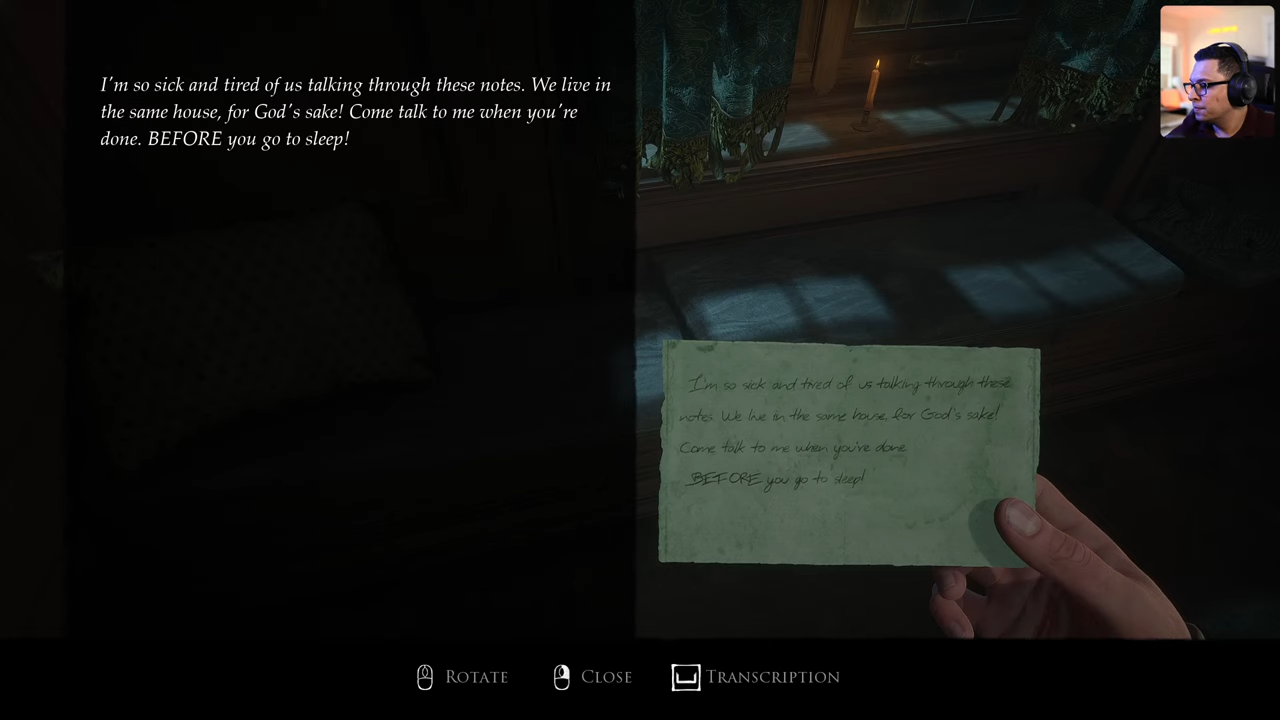 I'm so sick and tired of us talking through these notes. We live in
the same house, for God's sake! Come talk to me when you're
done. BEFORE you go to sleep!
I'm so sick and tired of us talking through these
notes. We live in the same house, for God's sake!
Come talk to me when you're done
BEFORE you go to sleep!
ROTATE
CLOSE
TRANSCRIPTION